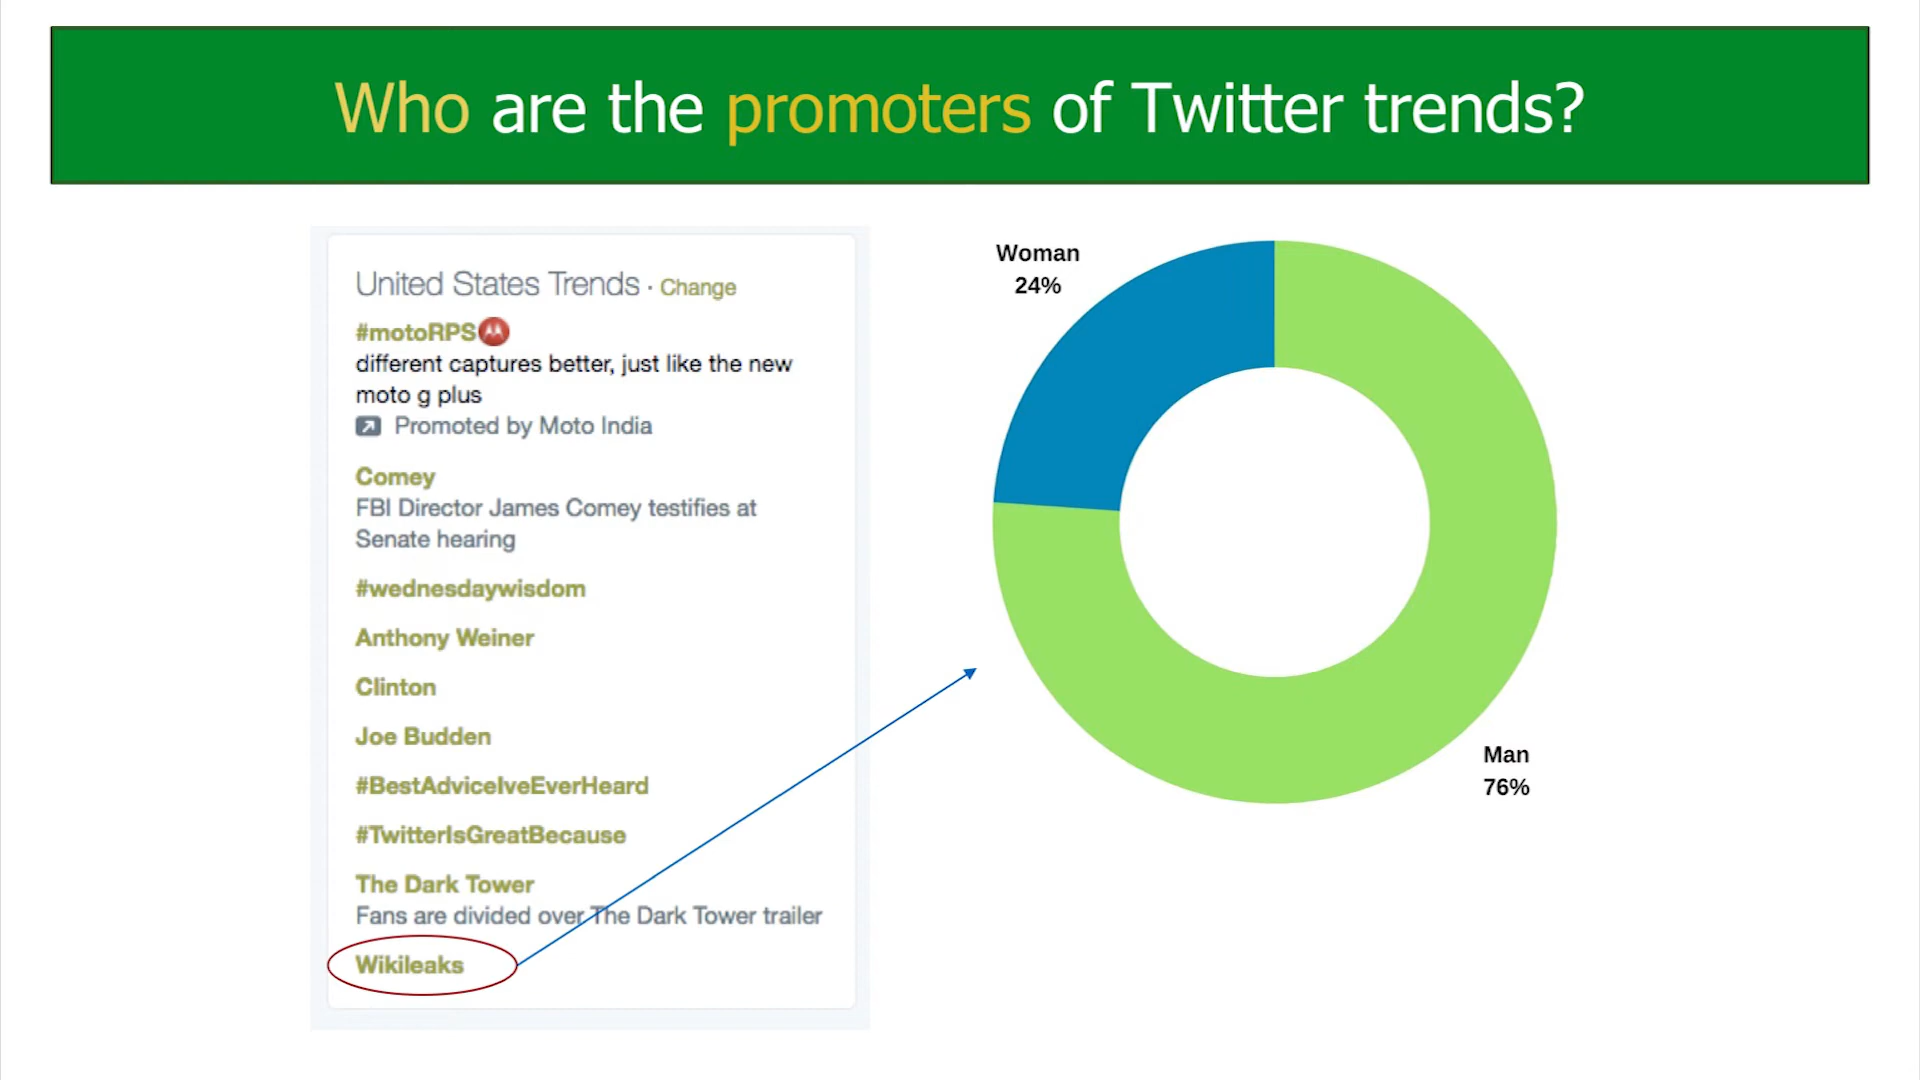 Who are the promoters of Twitter trends?
United States Trends · Change
#motoRPS
different captures better, just like the new
moto g plus
Promoted by Moto India
Comey
FBI Director James Comey testifies at
Senate hearing
#wednesdaywisdom
Anthony Weiner
Clinton
Joe Budden
#BestAdviceIveEverHeard
#TwitterIsGreatBecause
The Dark Tower
Fans are divided over The Dark Tower trailer
Wikileaks
Woman
24%
Man
76%